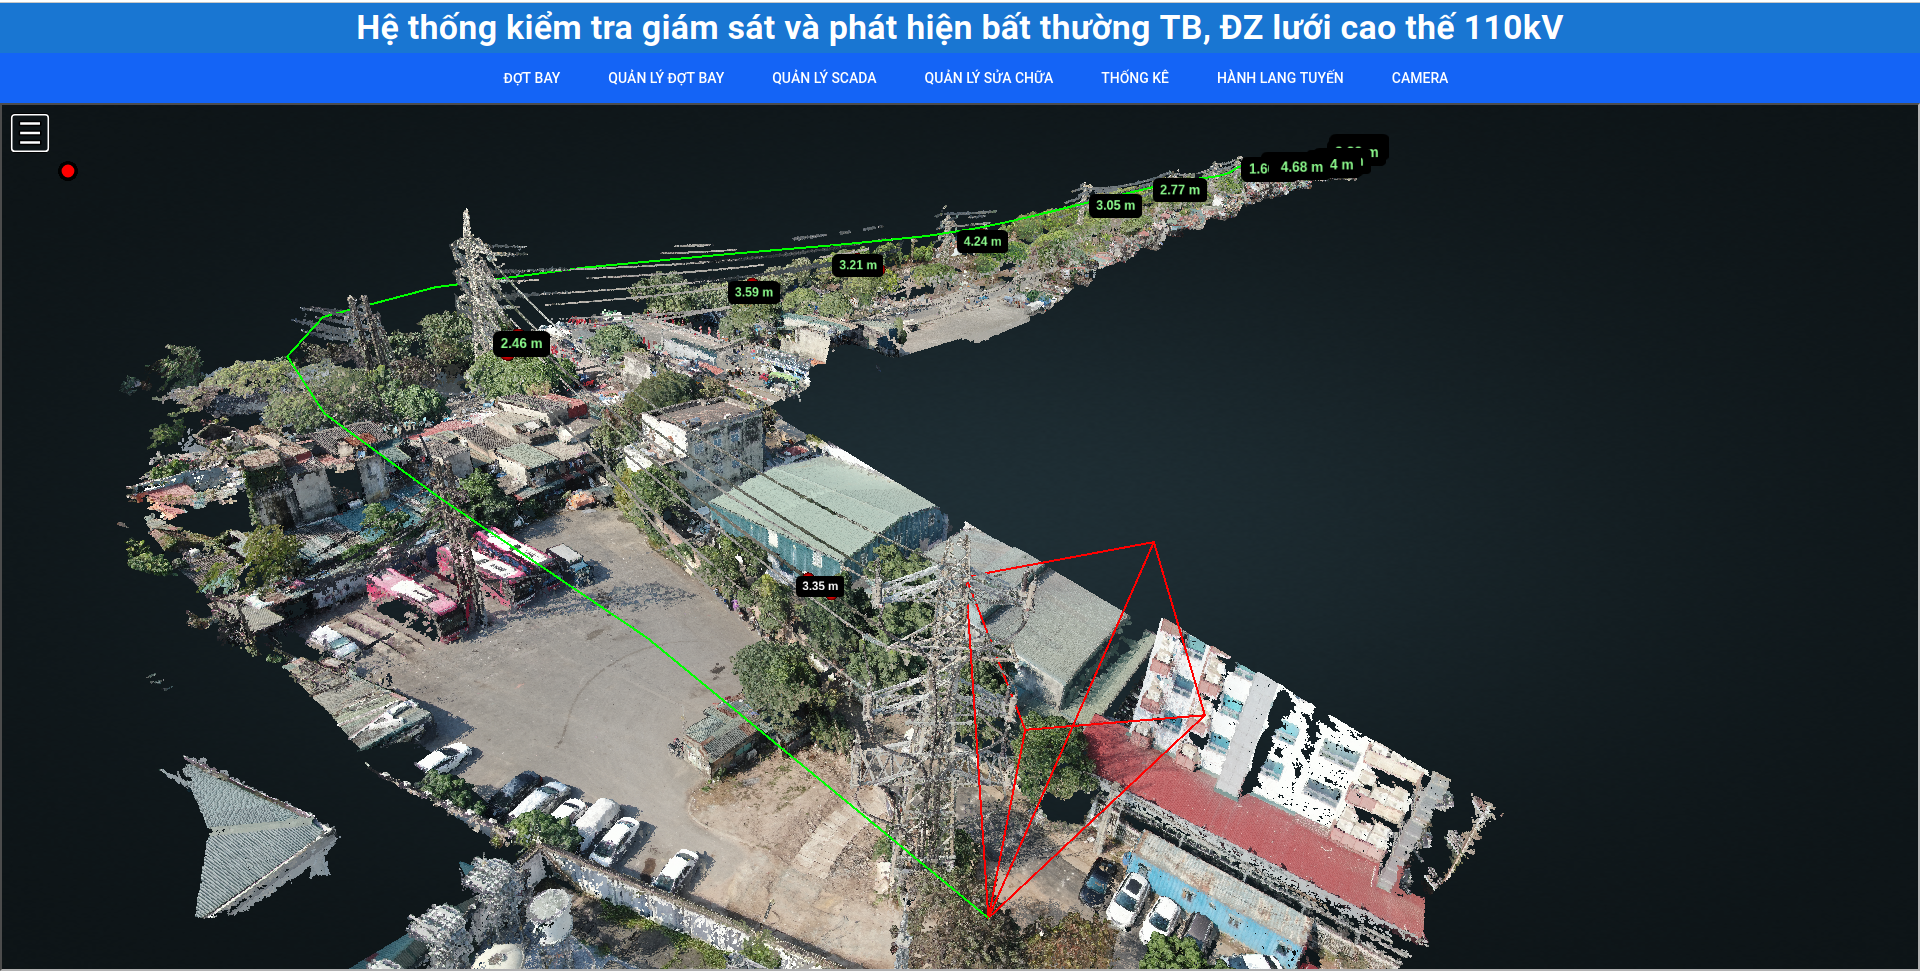 Hệ thống kiểm tra giám sát và phát hiện bất thường TB, ĐZ lưới cao thế 110kV
ĐỢT BAY QUẢN LÝ ĐỢT BAY QUẢN LÝ SCADA QUẢN LÝ SỬA CHỮA THỐNG KÊ HÀNH LANG TUYẾN CAMERA
4.68 m
2.77 m
3.05 m
4.24 m
3.21 m
3.59 m
2.46 m
3.35 m